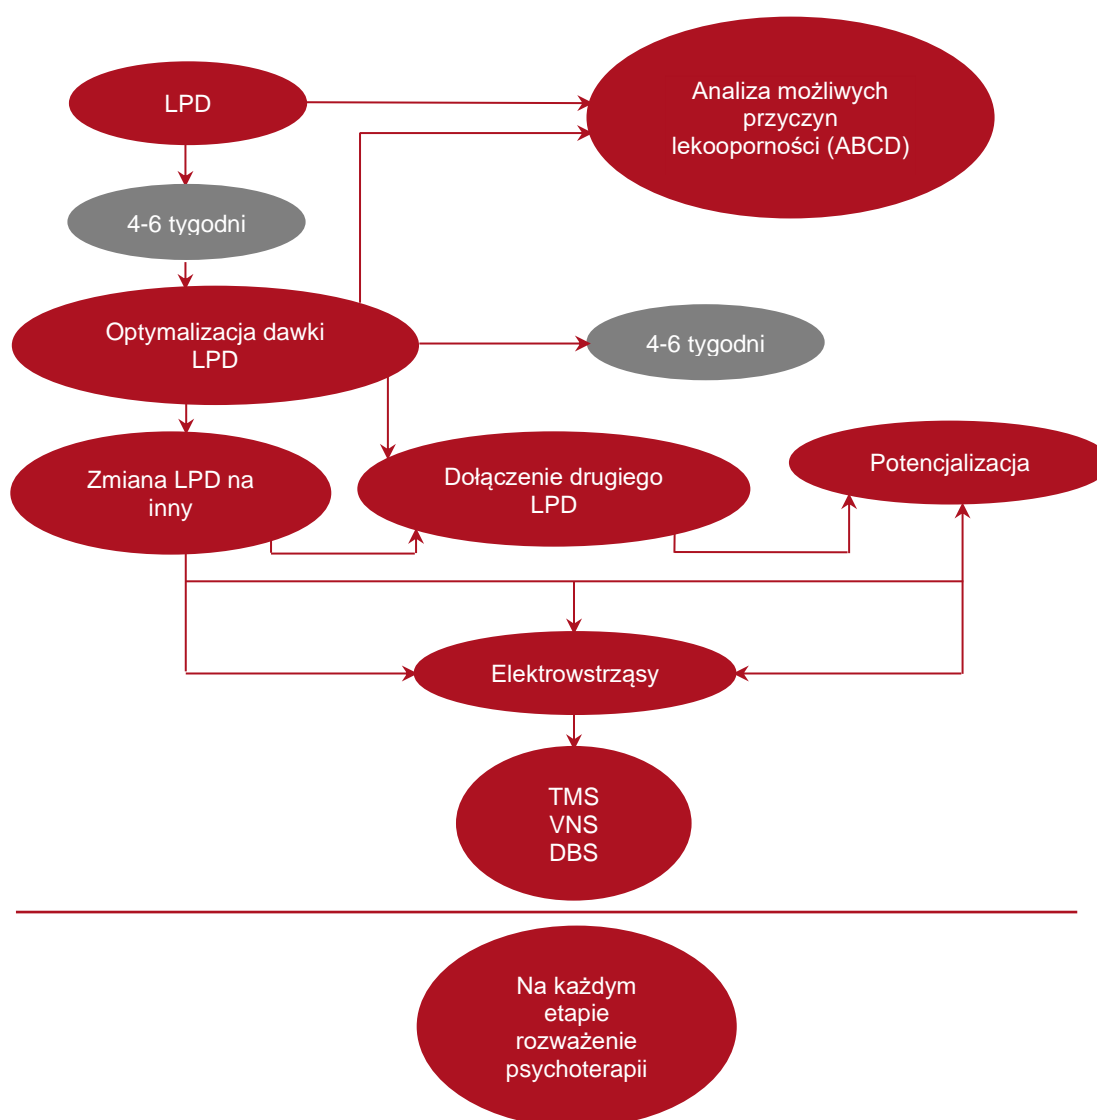 LPD
Analiza możliwych
przyczyn
lekooporności (ABCD)
4-6 tygodni
Optymalizacja dawki
LPD
4-6 tygodni
Zmiana LPD na
inny
Dołączenie drugiego
LPD
Potencjalizacja
Elektrowstrząsy
TMS
VNS
DBS
Na każdym
etapie
rozważenie
psychoterapii